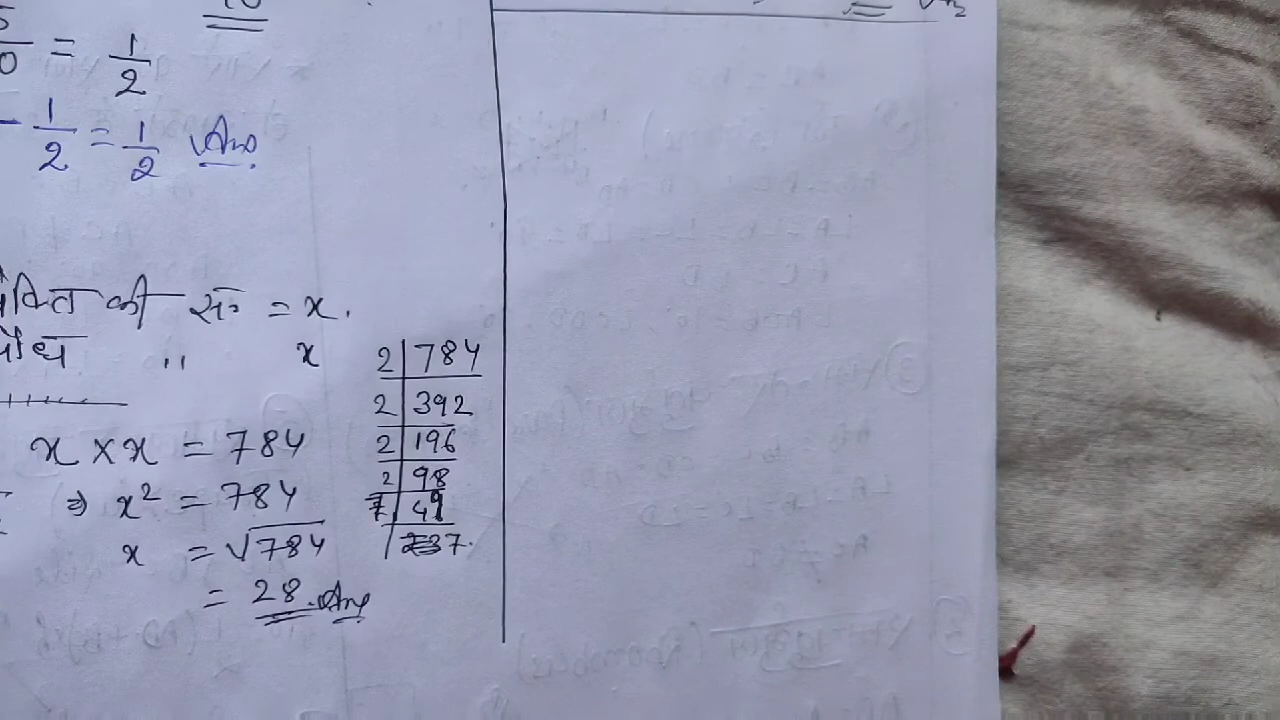 = 1/2
- 1/2 = 1/2 Ans.
पंक्ति की सं॰ = x.
पौधे ,, x
x × x = 784
⇒ x² = 784
x = √784
= 28. Ans
2 | 784
2 | 392
2 | 196
2 | 98
7 | 49
7.